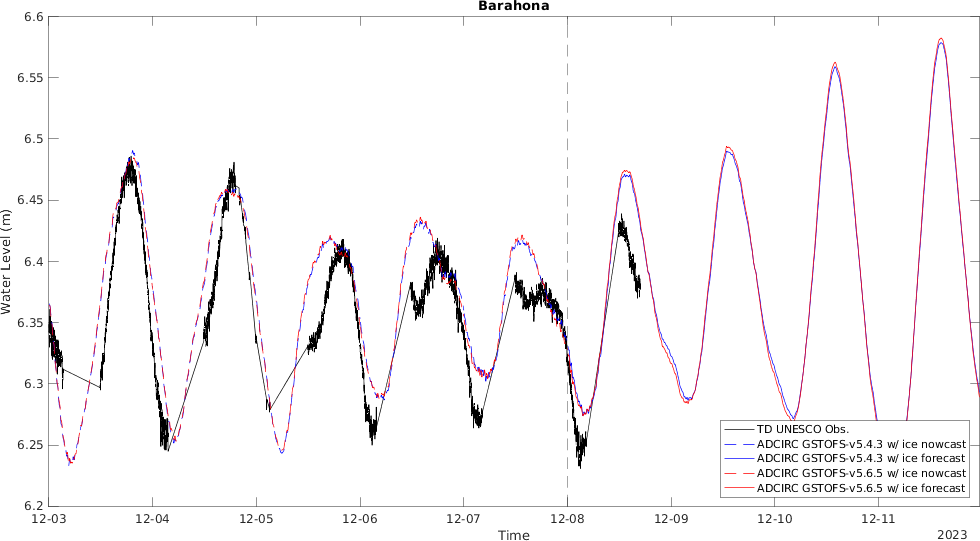 Barahona
6.6
6.55
6.5
6.45
6.4
6.35
6.3
6.25
6.2
Water Level (m)
12-03 12-04 12-05 12-06 12-07 12-08 12-09 12-10 12-11
Time
2023
TD UNESCO Obs.
ADCIRC GSTOFS-v5.4.3 w/ ice nowcast
ADCIRC GSTOFS-v5.4.3 w/ ice forecast
ADCIRC GSTOFS-v5.6.5 w/ ice nowcast
ADCIRC GSTOFS-v5.6.5 w/ ice forecast